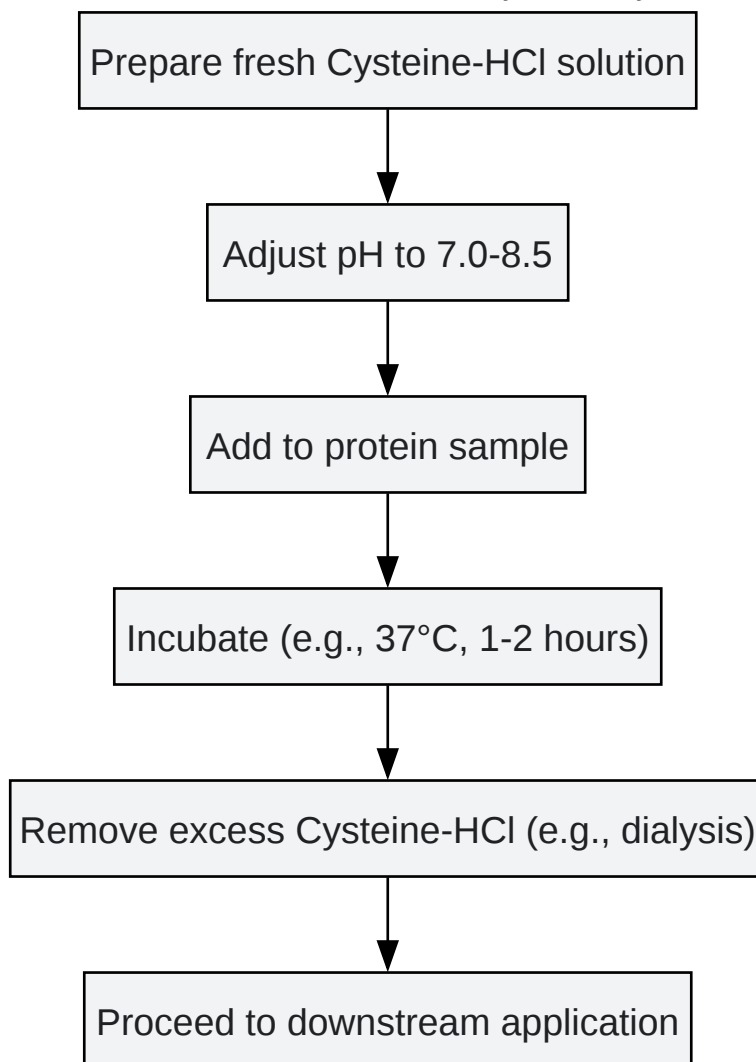 Prepare fresh Cysteine-HCl solution
Adjust pH to 7.0-8.5
Add to protein sample
Incubate (e.g., 37°C, 1-2 hours)
Remove excess Cysteine-HCl (e.g., dialysis)
Proceed to downstream application